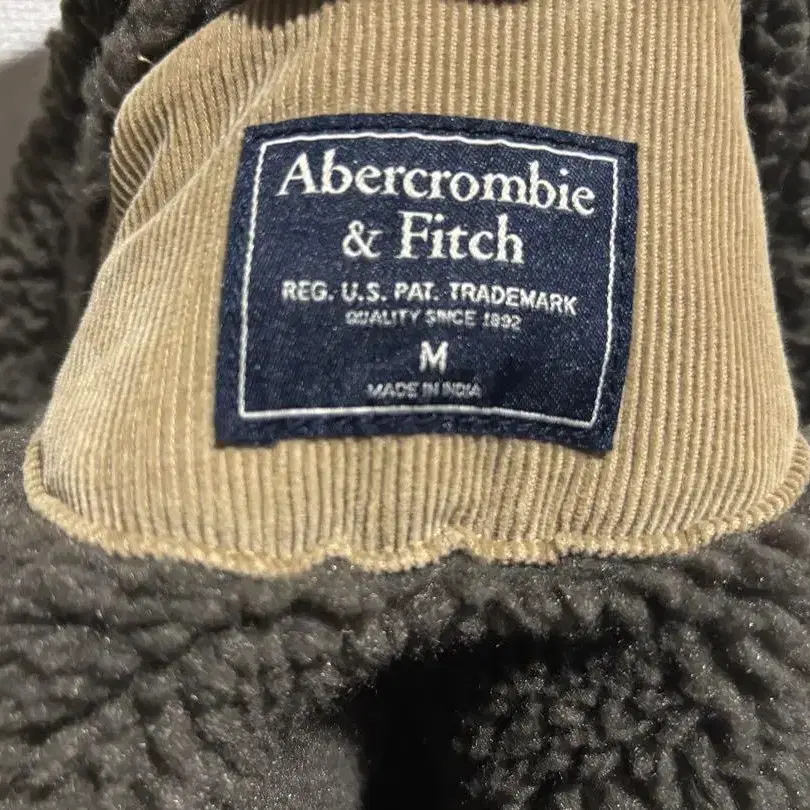 Abercrombie
& Fitch
REG. U.S. PAT. TRADEMARK
QUALITY SINCE 1892
M
MADE IN INDIA